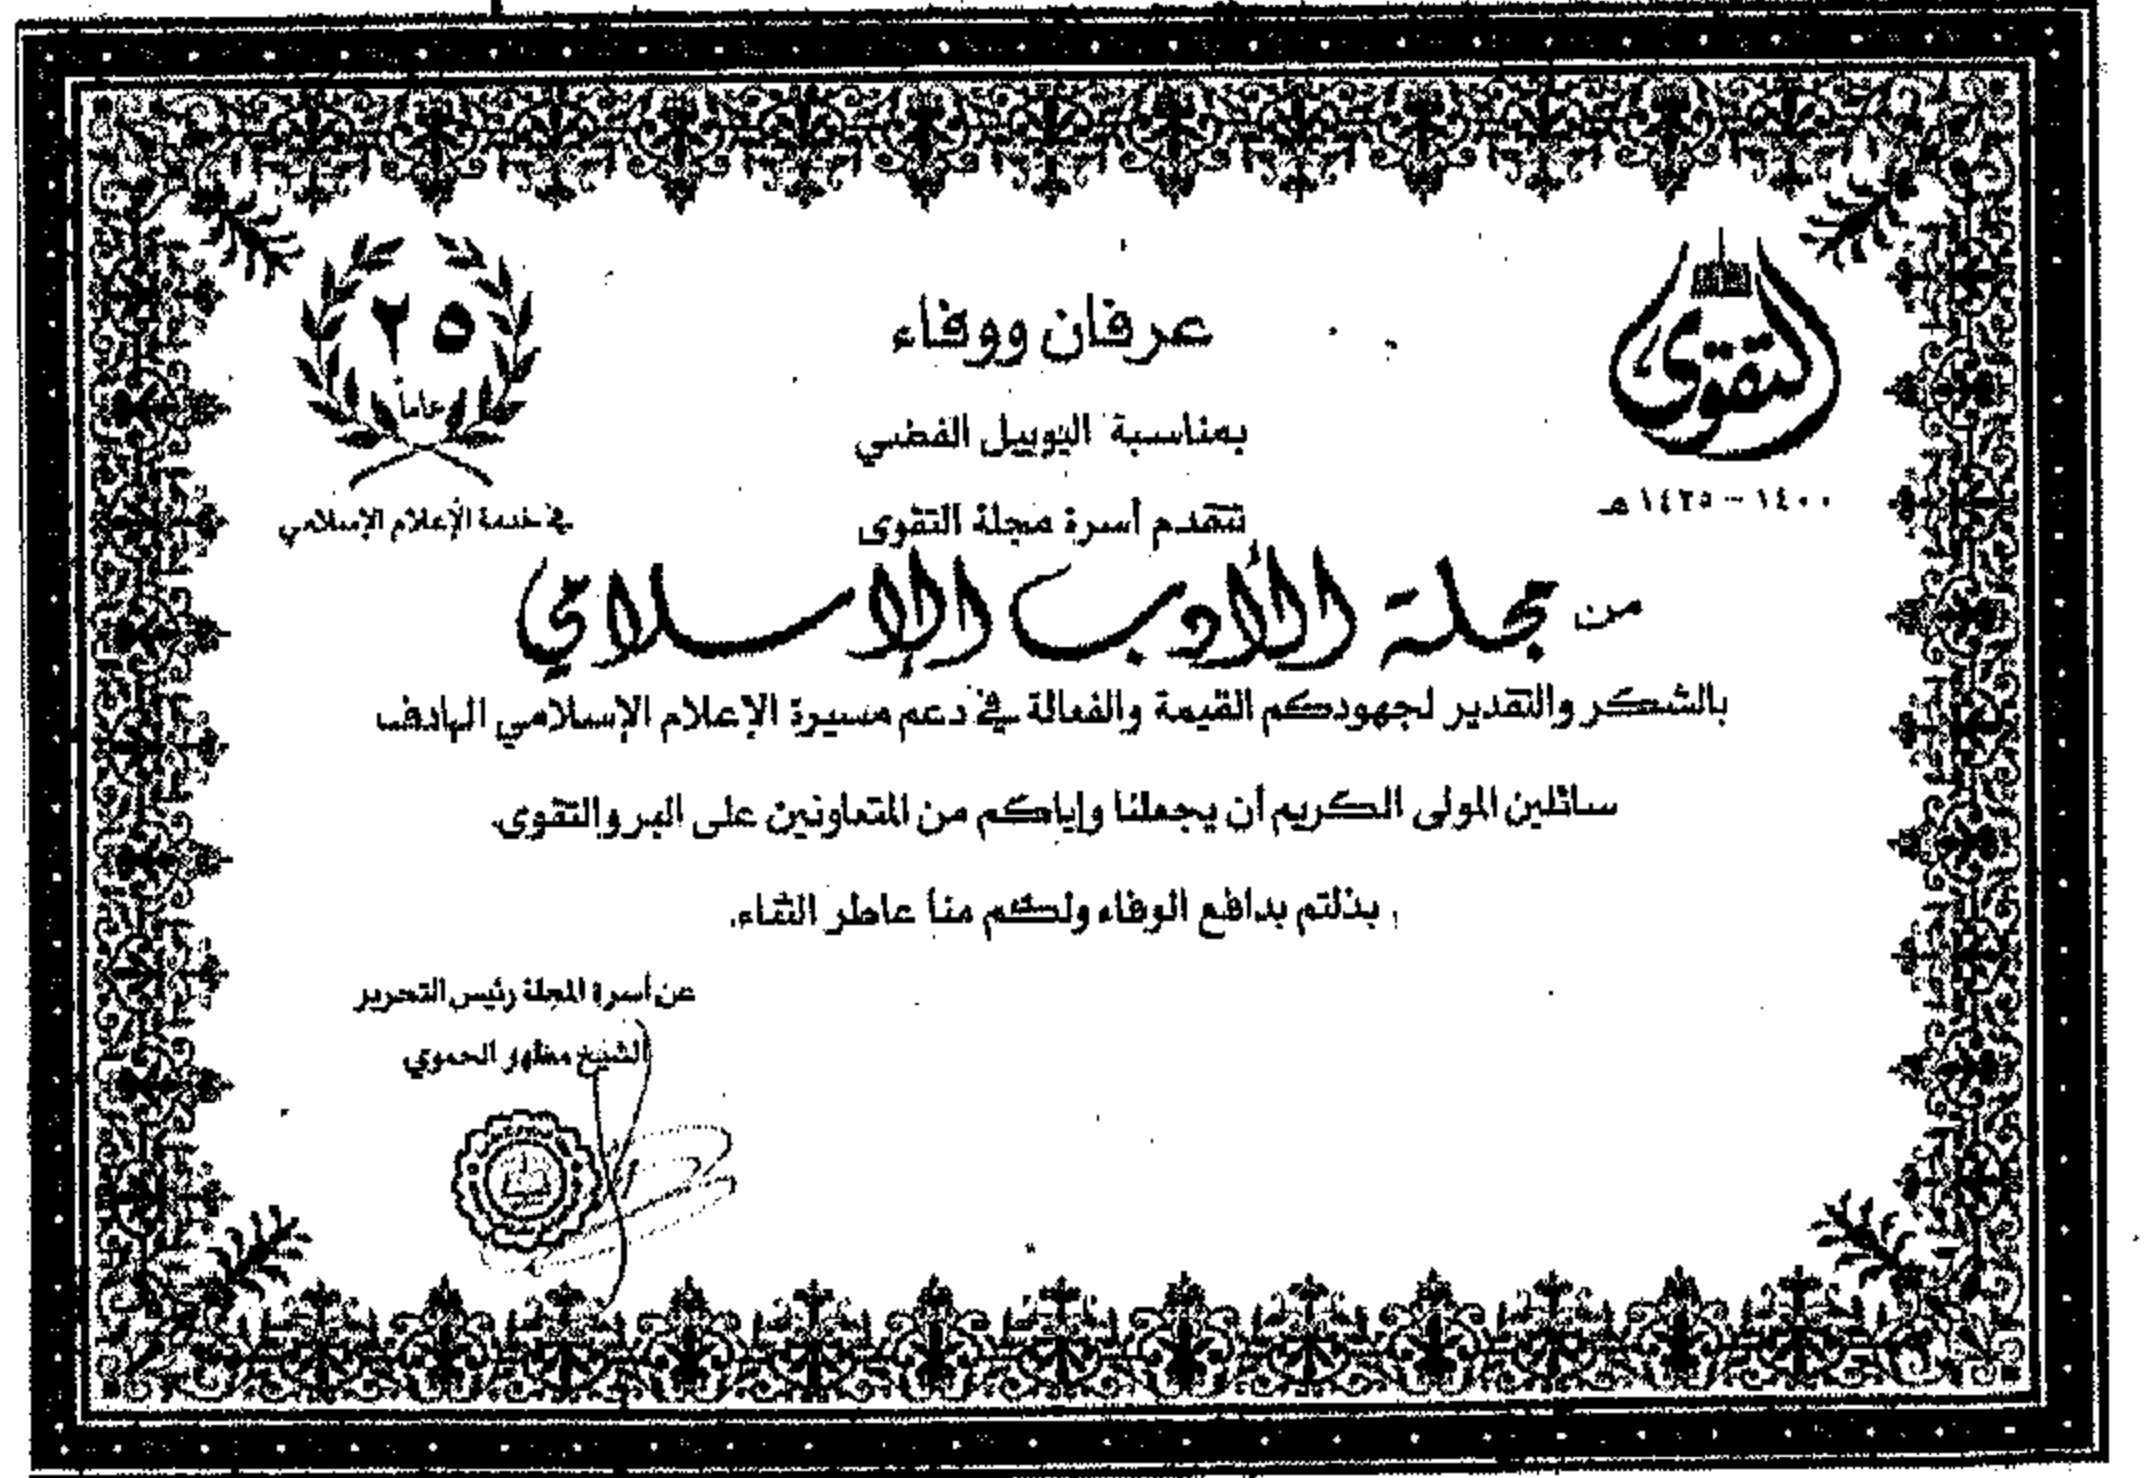 التقوى
١٤٠٠ - ١٤٢٥ هـ
٢٥
عاماً
في خدمة الإعلام الإسلامي
عرفان ووفاء
بمناسبة اليوبيل الفضي
تتقدم أسرة مجلة التقوى
من مجلة الأدب الإسلامي
بالشكر والتقدير لجهودكم القيمة والفعالة في دعم مسيرة الإعلام الإسلامي الهادف
سائلين المولى الكريم أن يجعلنا وإياكم من المتعاونين على البر والتقوى.
بذلتم بدافع الوفاء ولكم منا عاطر الثناء.
عن أسرة المجلة رئيس التحرير
الشيخ مظهر الحموي